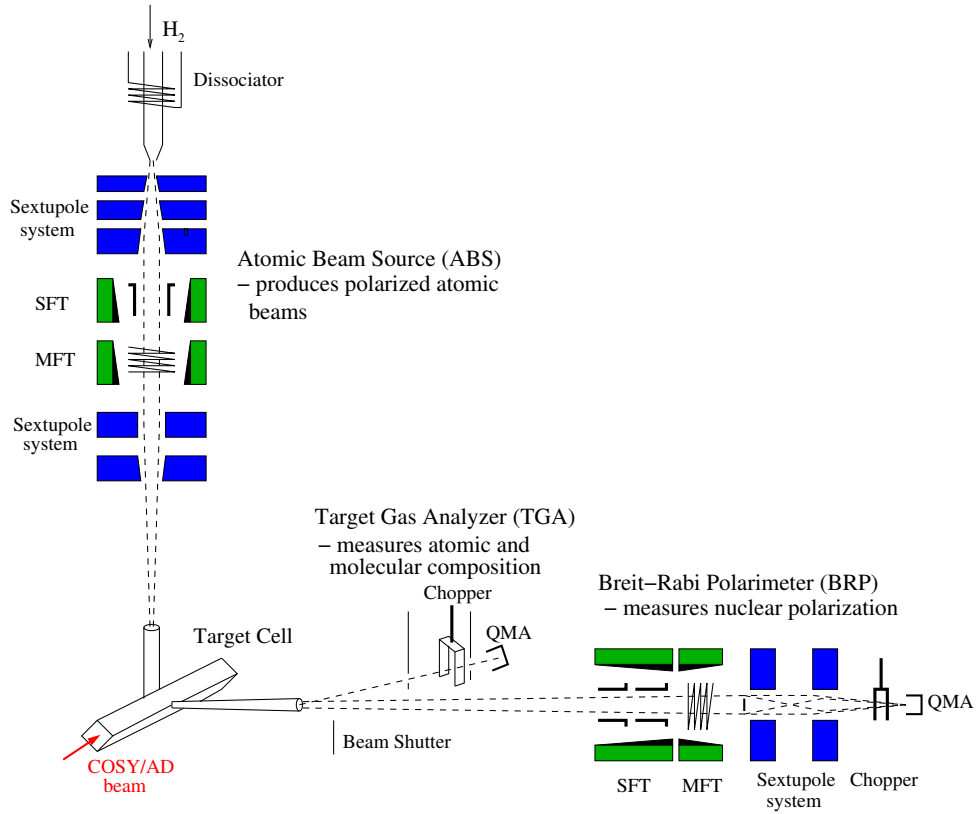 H2
Dissociator
Sextupole
system
Atomic Beam Source (ABS)
− produces polarized atomic
beams
SFT
MFT
Sextupole
system
Target Gas Analyzer (TGA)
− measures atomic and
molecular composition
Chopper
QMA
Breit−Rabi Polarimeter (BRP)
− measures nuclear polarization
Target Cell
QMA
Beam Shutter
COSY/AD
beam
SFT
MFT
Sextupole
system
Chopper